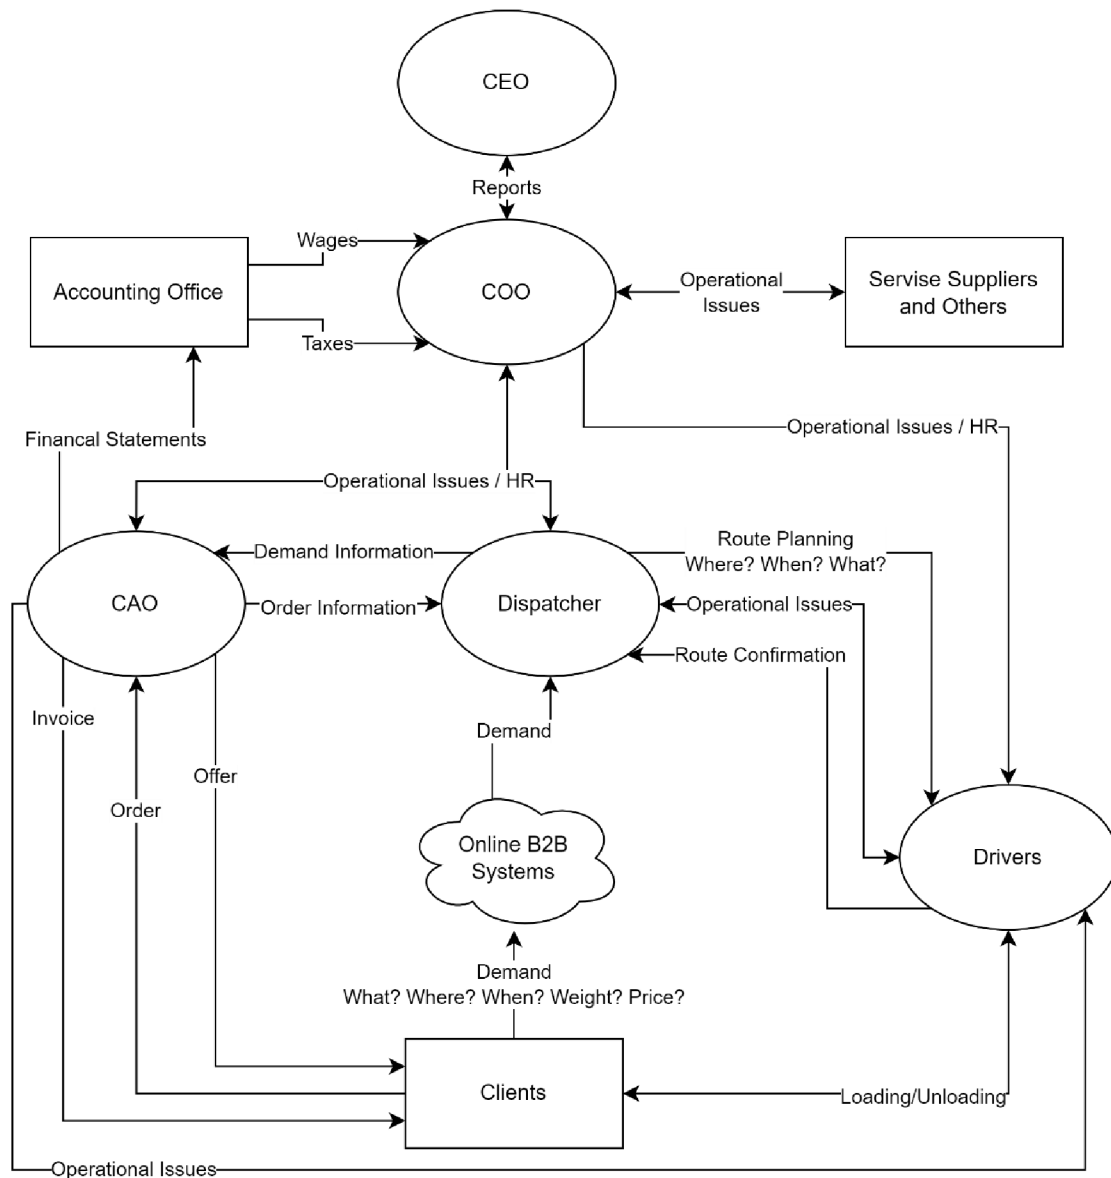 CEO
Reports
Wages
Accounting Office
COO
Operational
Issues
Servise Suppliers
and Others
Taxes
Financal Statements
Operational Issues / HR
Operational Issues / HR
Demand Information
Route Planning
Where? When? What?
CAO
Order Information
Dispatcher
Operational Issues
Route Confirmation
Invoice
Demand
Offer
Order
Online B2B
Systems
Drivers
Demand
What? Where? When? Weight? Price?
Clients
Loading/Unloading
Operational Issues